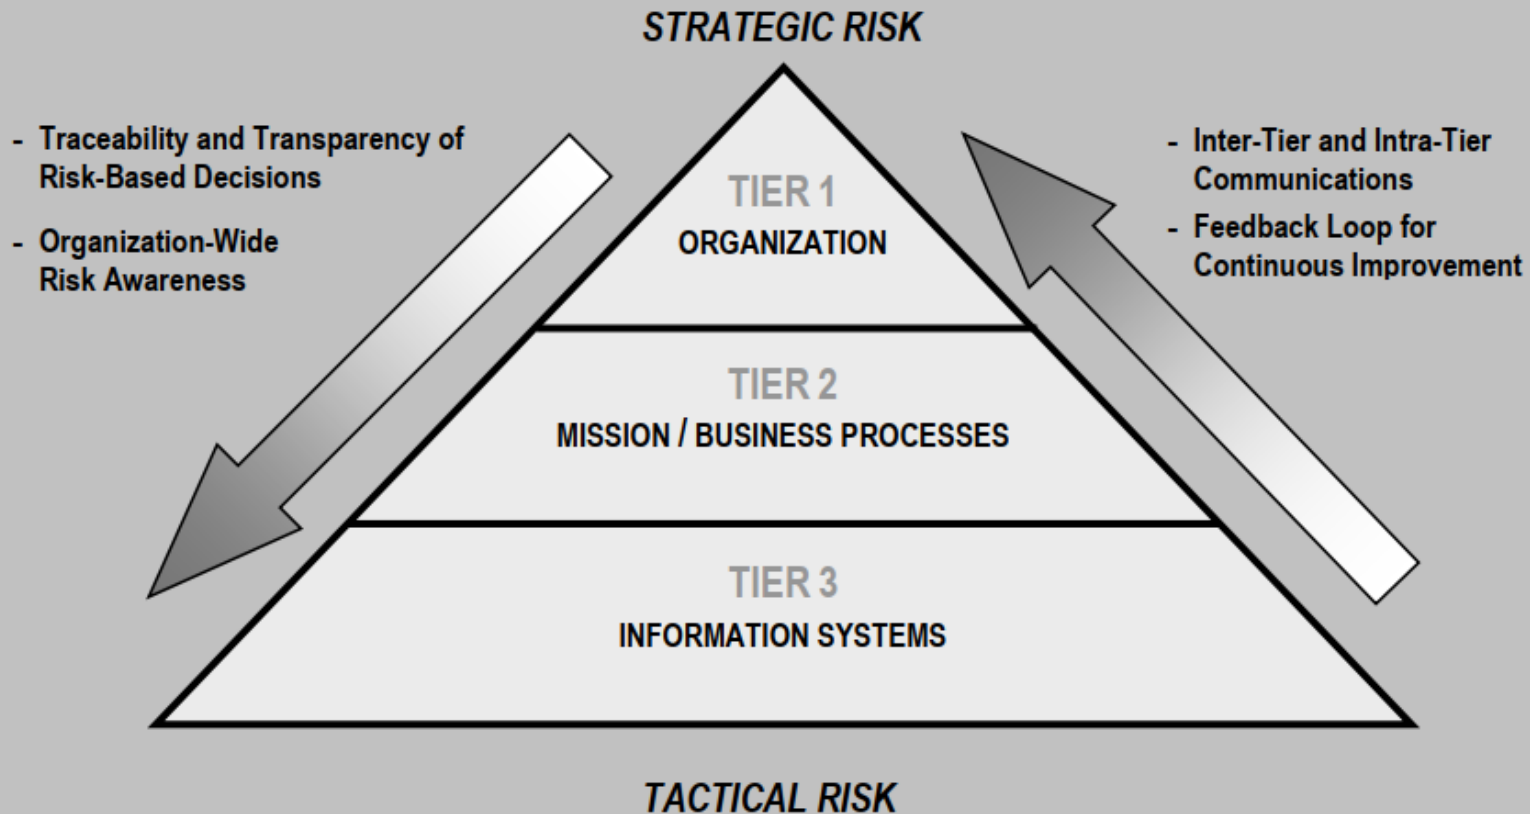 STRATEGIC RISK
- Traceability and Transparency of
Risk-Based Decisions
- Organization-Wide
Risk Awareness
- Inter-Tier and Intra-Tier
Communications
- Feedback Loop for
Continuous Improvement
TIER 1
ORGANIZATION
TIER 2
MISSION / BUSINESS PROCESSES
TIER 3
INFORMATION SYSTEMS
TACTICAL RISK